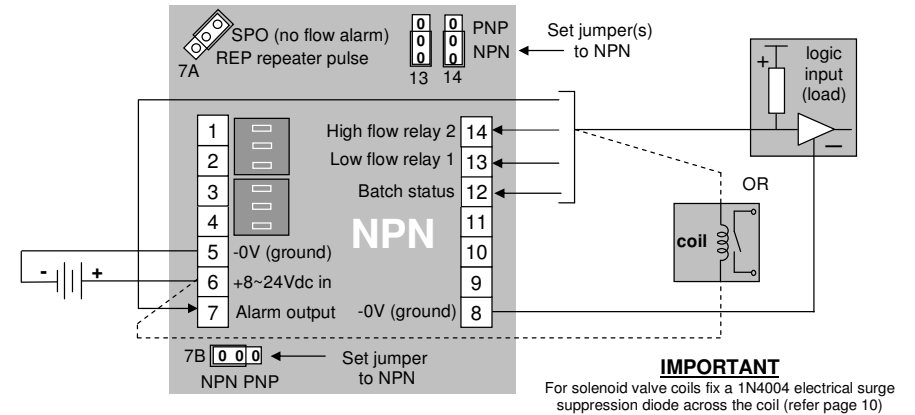 SPO (no flow alarm)
REP repeater pulse
7A
0 0
0 0
0 0
PNP
NPN
13 14
Set jumper(s)
to NPN
logic
input
(load)
+
–
1
2
3
4
5 -0V (ground)
6 +8~24Vdc in
7 Alarm output
High flow relay 2 14
Low flow relay 1 13
Batch status 12
11
10
9
-0V (ground) 8
NPN
- +
OR
coil
7B 0 0 0
NPN PNP
Set jumper
to NPN
IMPORTANT
For solenoid valve coils fix a 1N4004 electrical surge
suppression diode across the coil (refer page 10)